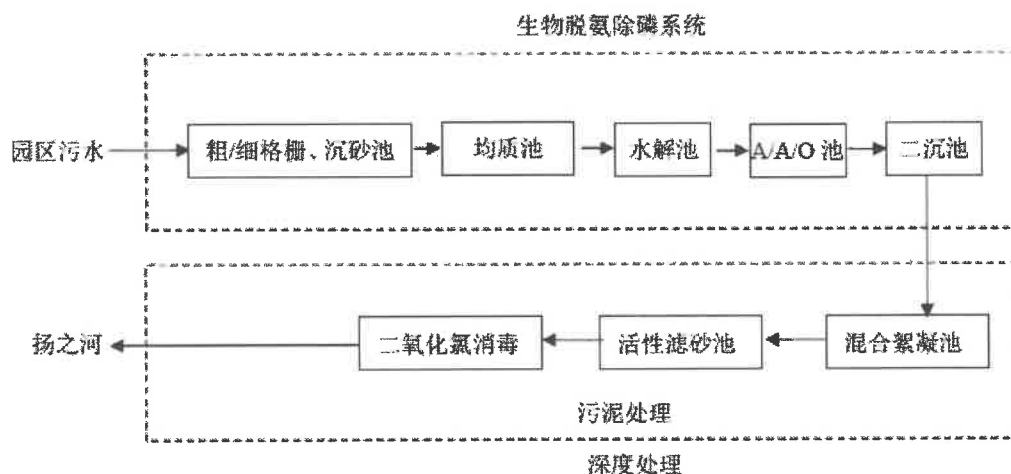 生物脱氨除磷系统
园区污水
粗/细格栅、沉砂池
均质池
水解池
A/A/O 池
二沉池
扬之河
二氧化氯消毒
活性滤砂池
混合絮凝池
污泥处理
深度处理